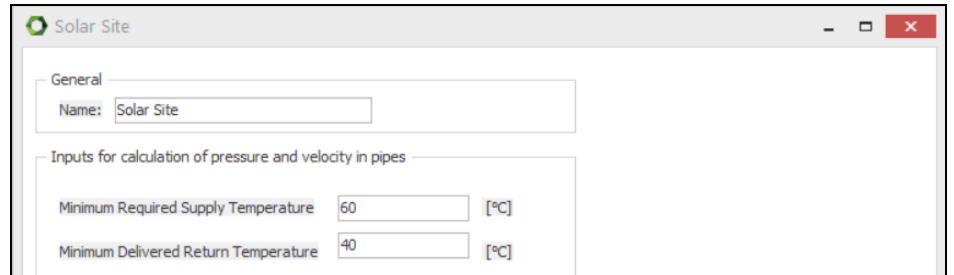 Solar Site
General
Name: Solar Site
Inputs for calculation of pressure and velocity in pipes
Minimum Required Supply Temperature 60 [°C]
Minimum Delivered Return Temperature 40 [°C]